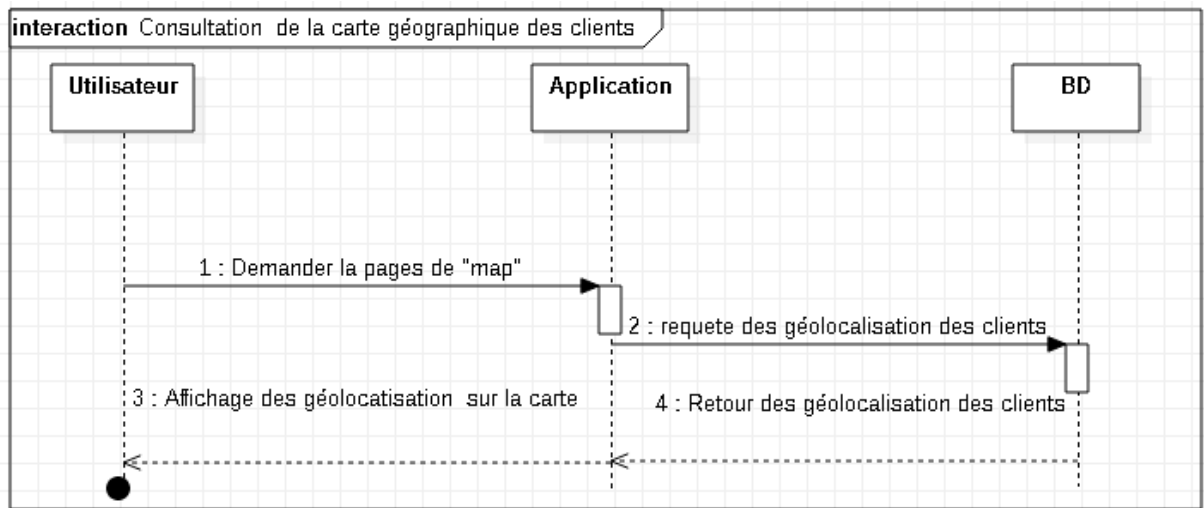 interaction Consultation de la carte géographique des clients
Utilisateur
Application
BD
1 : Demander la pages de "map"
2 : requete des géolocalisation des clients
3 : Affichage des géolocatisation sur la carte
4 : Retour des géolocalisation des clients